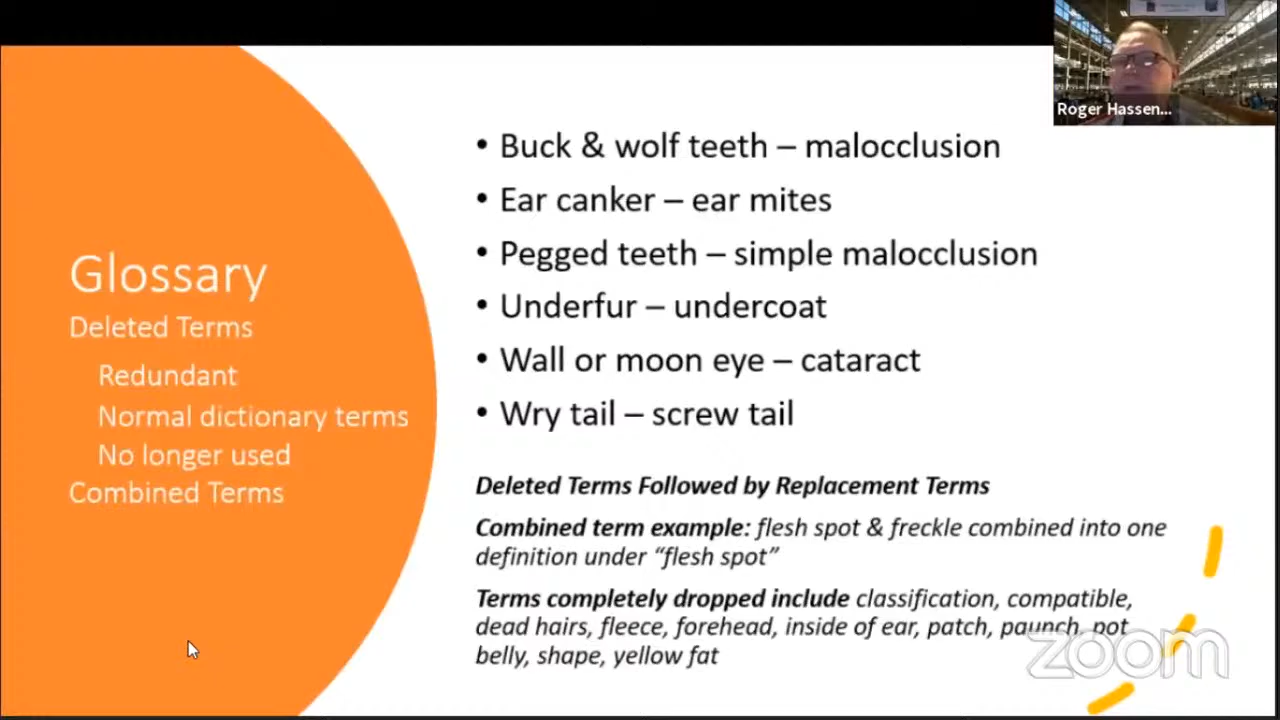 Roger Hassen...
Glossary
Deleted Terms
Redundant
Normal dictionary terms
No longer used
Combined Terms
• Buck & wolf teeth – malocclusion
• Ear canker – ear mites
• Pegged teeth – simple malocclusion
• Underfur – undercoat
• Wall or moon eye – cataract
• Wry tail – screw tail
Deleted Terms Followed by Replacement Terms
Combined term example: flesh spot & freckle combined into one
definition under “flesh spot”
Terms completely dropped include classification, compatible,
dead hairs, fleece, forehead, inside of ear, patch, paunch, pot
belly, shape, yellow fat
zoom